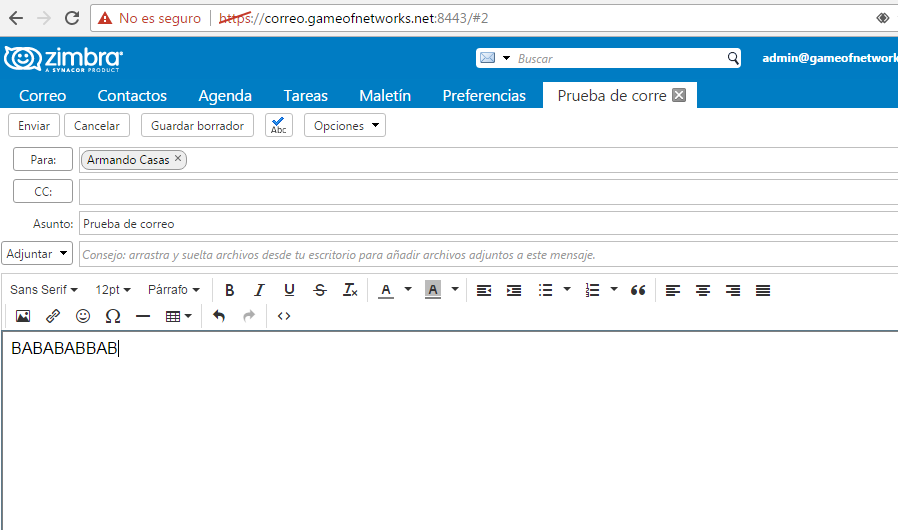 No es seguro | https://correo.gameofnetworks.net:8443/#2
zimbra
A SYNACOR PRODUCT
Buscar
admin@gameofnetwork
Correo Contactos Agenda Tareas Maletín Preferencias Prueba de corre
Enviar Cancelar Guardar borrador Abc Opciones
Para: Armando Casas
CC:
Asunto: Prueba de correo
Adjuntar Consejo: arrastra y suelta archivos desde tu escritorio para añadir archivos adjuntos a este mensaje.
Sans Serif 12pt Párrafo B I U S Tx A A
BABABABBAB